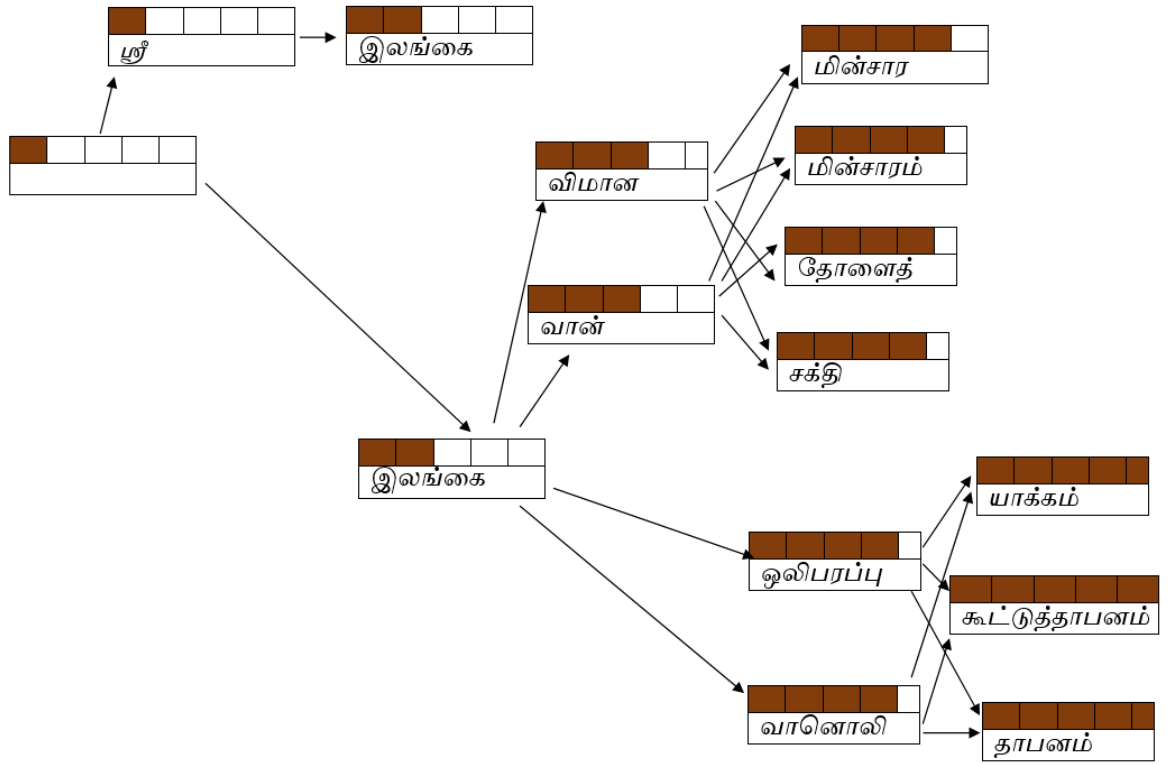 ஸ்ரீ
இலங்கை
மின்சார
மின்சாரம்
விமான
தோளைத்
வான்
சக்தி
இலங்கை
யாக்கம்
ஒலிபரப்பு
கூட்டுத்தாபனம்
வானொலி
தாபனம்